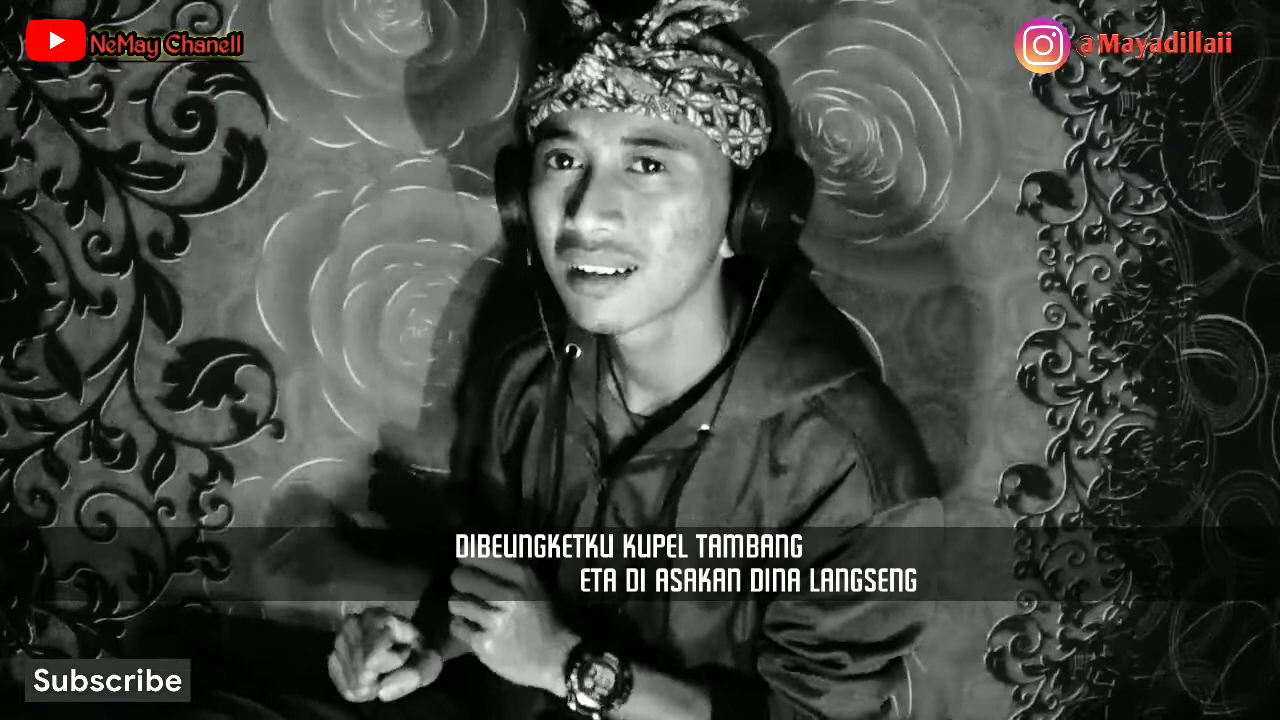 NeMay Chanell
@Mayadillaii
DIBEUNGKETKU KUPEL TAMBANG
ETA DI ASAKAN DINA LANGSENG
Subscribe